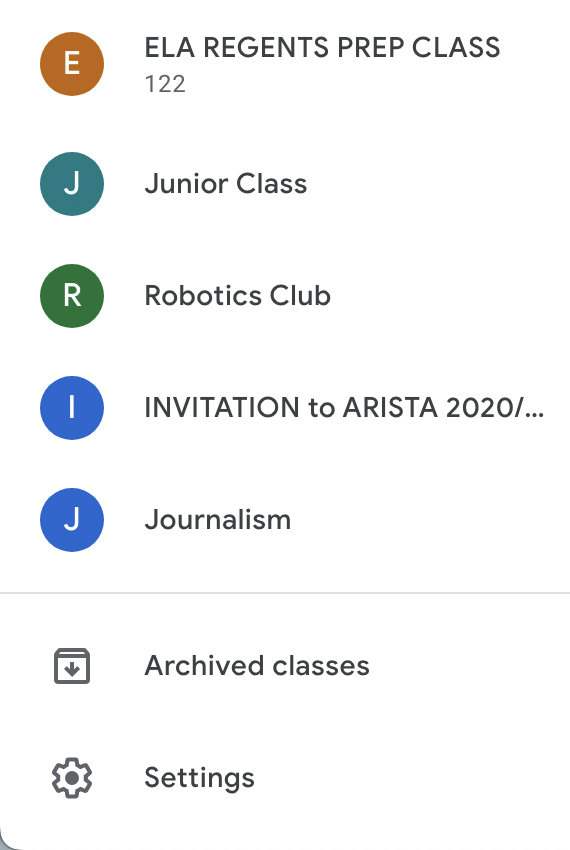 E
ELA REGENTS PREP CLASS
122
J
Junior Class
R
Robotics Club
I
INVITATION to ARISTA 2020/...
J
Journalism
Archived classes
Settings